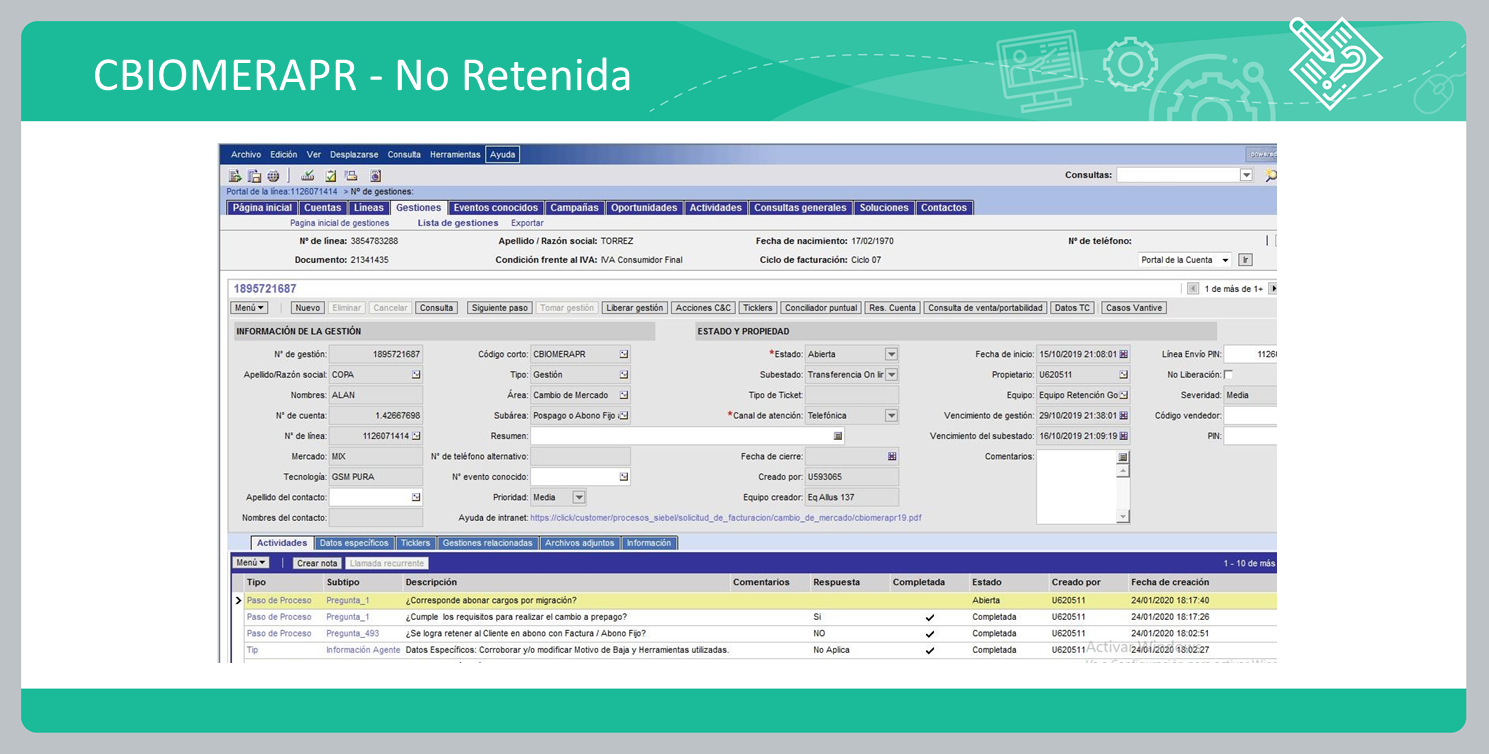 CBIOMERAPR - No Retenida
Archivo Edición Ver Desplazarse Consulta Herramientas Ayuda
powered
Consultas:
Portal de la línea:1126071414 > Nº de gestiones:
Página inicial Cuentas Líneas Gestiones Eventos conocidos Campañas Oportunidades Actividades Consultas generales Soluciones Contactos
Pagina inicial de gestiones Lista de gestiones Exportar
Nº de línea: 3854783288 Apellido / Razón social: TORREZ Fecha de nacimiento: 17/02/1970 Nº de teléfono:
Documento: 21341435 Condición frente al IVA: IVA Consumidor Final Ciclo de facturación: Ciclo 07 Portal de la Cuenta Ir
1895721687 1 de más de 1+
Menú Nuevo Eliminar Cancelar Consulta Siguiente paso Tomar gestión Liberar gestión Acciones C&C Ticklers Conciliador puntual Res. Cuenta Consulta de venta/portabilidad Datos TC Casos Vantive
INFORMACIÓN DE LA GESTIÓN ESTADO Y PROPIEDAD
N° de gestión: 1895721687 Código corto: CBIOMERAPR *Estado: Abierta Fecha de inicio: 15/10/2019 21:08:01 Línea Envío PIN: 1126
Apellido/Razón social: COPA Tipo: Gestión Subestado: Transferencia On lir Propietario: U620511 No Liberación:
Nombres: ALAN Área: Cambio de Mercado Tipo de Ticket: Equipo: Equipo Retención Go Severidad: Media
N° de cuenta: 1.42667698 Subárea: Pospago o Abono Fijo *Canal de atención: Telefónica Vencimiento de gestión: 29/10/2019 21:38:01 Código vendedor:
N° de línea: 1126071414 Resumen: Vencimiento del subestado: 16/10/2019 21:09:19 PIN:
Mercado: MIX N° de teléfono alternativo: Fecha de cierre: Comentarios:
Tecnología: GSM PURA N° evento conocido: Creado por: U593065
Apellido del contacto: Prioridad: Media Equipo creador: Eq Allus 137
Nombres del contacto: Ayuda de intranet: https://click/customer/procesos_siebel/solicitud_de_facturacion/cambio_de_mercado/cbiomerapr19.pdf
Actividades Datos específicos Ticklers Gestiones relacionadas Archivos adjuntos Información
Menú Crear nota Llamada recurrente 1 - 10 de más
Tipo Subtipo Descripción Comentarios Respuesta Completada Estado Creado por Fecha de creación
Paso de Proceso Pregunta_1 ¿Corresponde abonar cargos por migración? Abierta U620511 24/01/2020 18:17:40
Paso de Proceso Pregunta_1 ¿Cumple los requisitos para realizar el cambio a prepago? Si Completada U620511 24/01/2020 18:17:26
Paso de Proceso Pregunta_493 ¿Se logra retener al Cliente en abono con Factura / Abono Fijo? NO Completada U620511 24/01/2020 18:02:51
Tip Información Agente Datos Específicos: Corroborar y/o modificar Motivo de Baja y Herramientas utilizadas. No Aplica Completada U620511 24/01/2020 18:02:27
Activar Windows